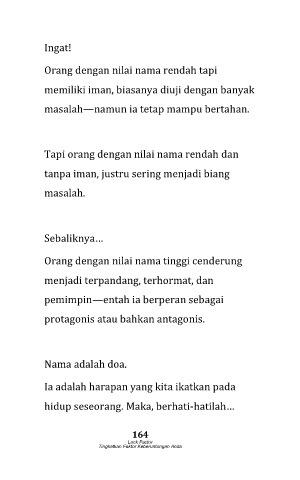 Ingat!
Orang dengan nilai nama rendah tapi
memiliki iman, biasanya diuji dengan banyak
masalah—namun ia tetap mampu bertahan.
Tapi orang dengan nilai nama rendah dan
tanpa iman, justru sering menjadi biang
masalah.
Sebaliknya…
Orang dengan nilai nama tinggi cenderung
menjadi terpandang, terhormat, dan
pemimpin—entah ia berperan sebagai
protagonis atau bahkan antagonis.
Nama adalah doa.
Ia adalah harapan yang kita ikatkan pada
hidup seseorang. Maka, berhati-hatilah…
164
Luck Factor
Tingkatkan Faktor Keberuntungan Anda